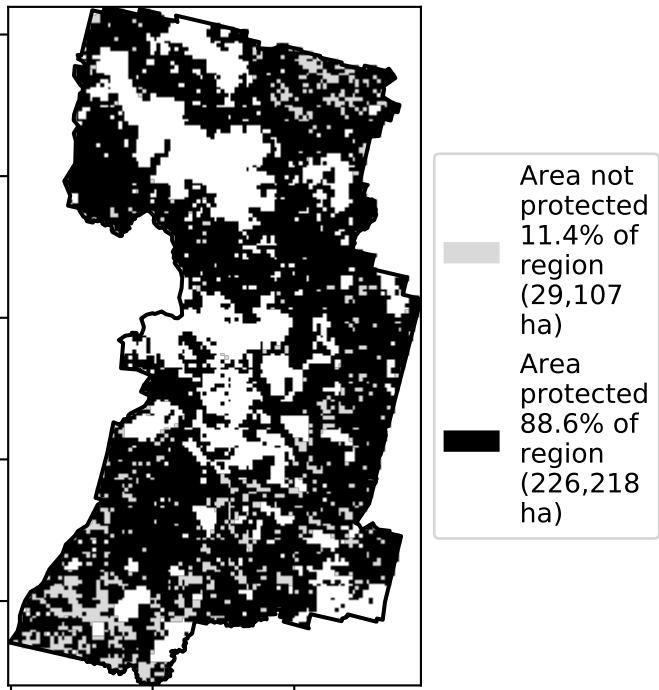 Area not
protected
11.4% of
region
(29,107
ha)
Area
protected
88.6% of
region
(226,218
ha)